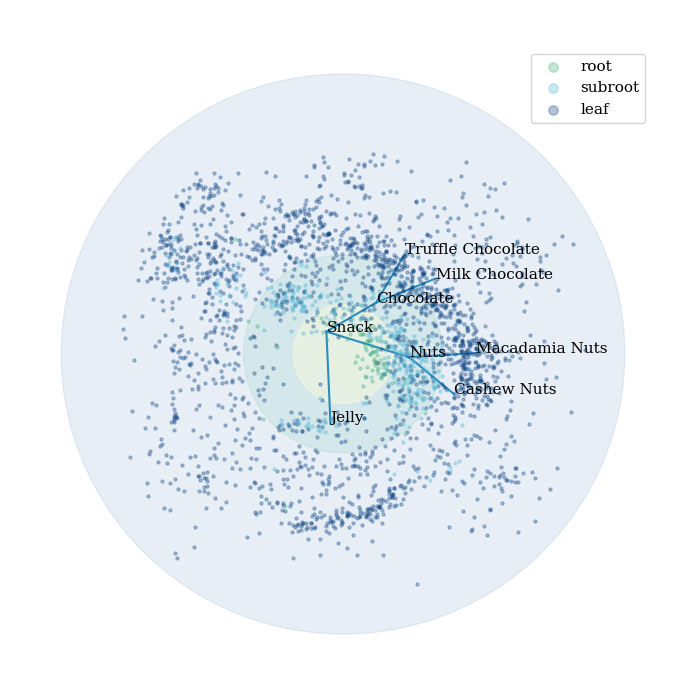 root
subroot
leaf
Truffle Chocolate
Milk Chocolate
Chocolate
Snack
Macadamia Nuts
Nuts
Cashew Nuts
Jelly